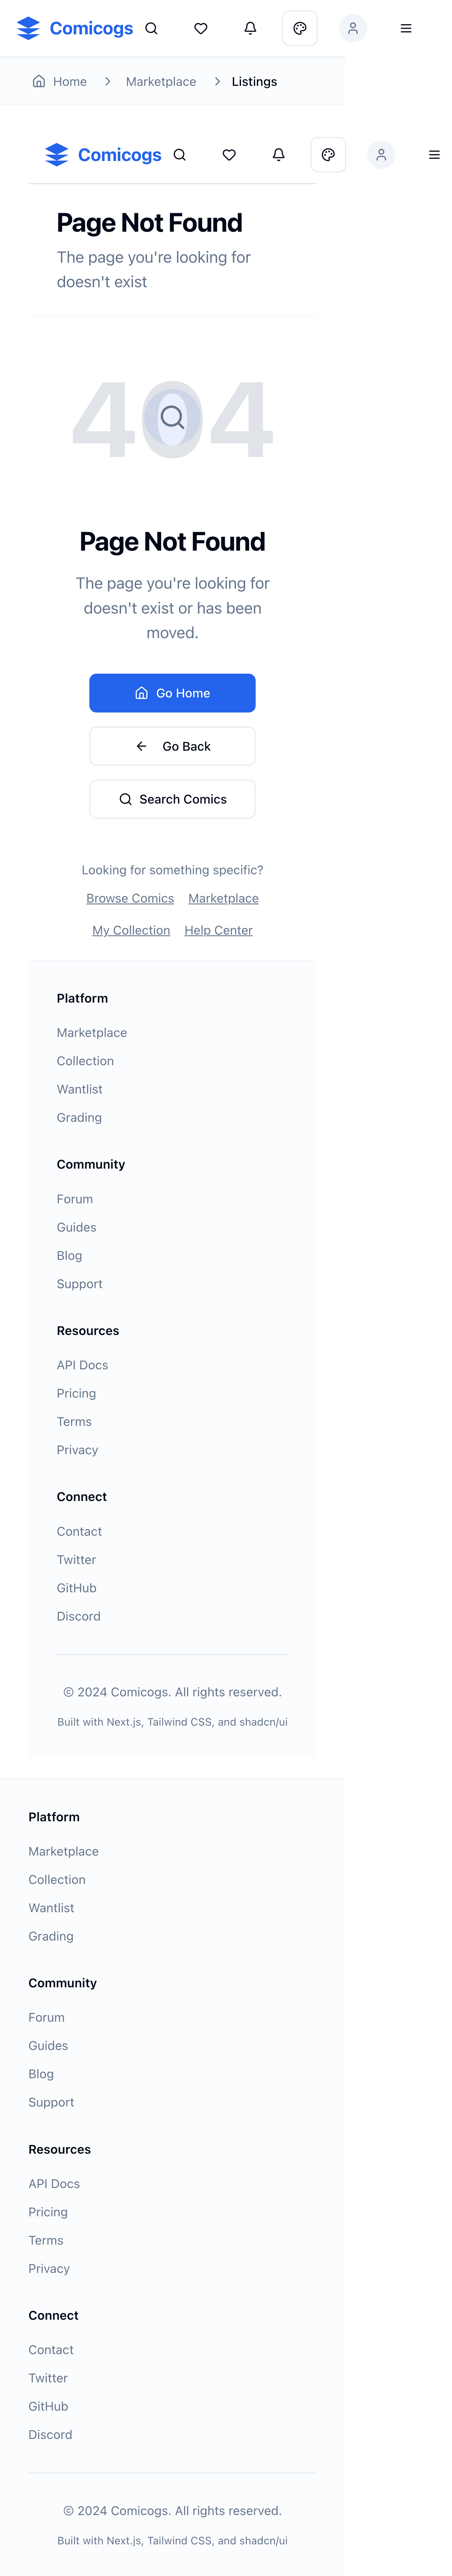 Comicogs
Home > Marketplace > Listings
Comicogs
Page Not Found
The page you're looking for
doesn't exist
404
Page Not Found
The page you're looking for
doesn't exist or has been
moved.
Go Home
Go Back
Search Comics
Looking for something specific?
Browse Comics Marketplace
My Collection Help Center
Platform
Marketplace
Collection
Wantlist
Grading
Community
Forum
Guides
Blog
Support
Resources
API Docs
Pricing
Terms
Privacy
Connect
Contact
Twitter
GitHub
Discord
© 2024 Comicogs. All rights reserved.
Built with Next.js, Tailwind CSS, and shadcn/ui
Platform
Marketplace
Collection
Wantlist
Grading
Community
Forum
Guides
Blog
Support
Resources
API Docs
Pricing
Terms
Privacy
Connect
Contact
Twitter
GitHub
Discord
© 2024 Comicogs. All rights reserved.
Built with Next.js, Tailwind CSS, and shadcn/ui